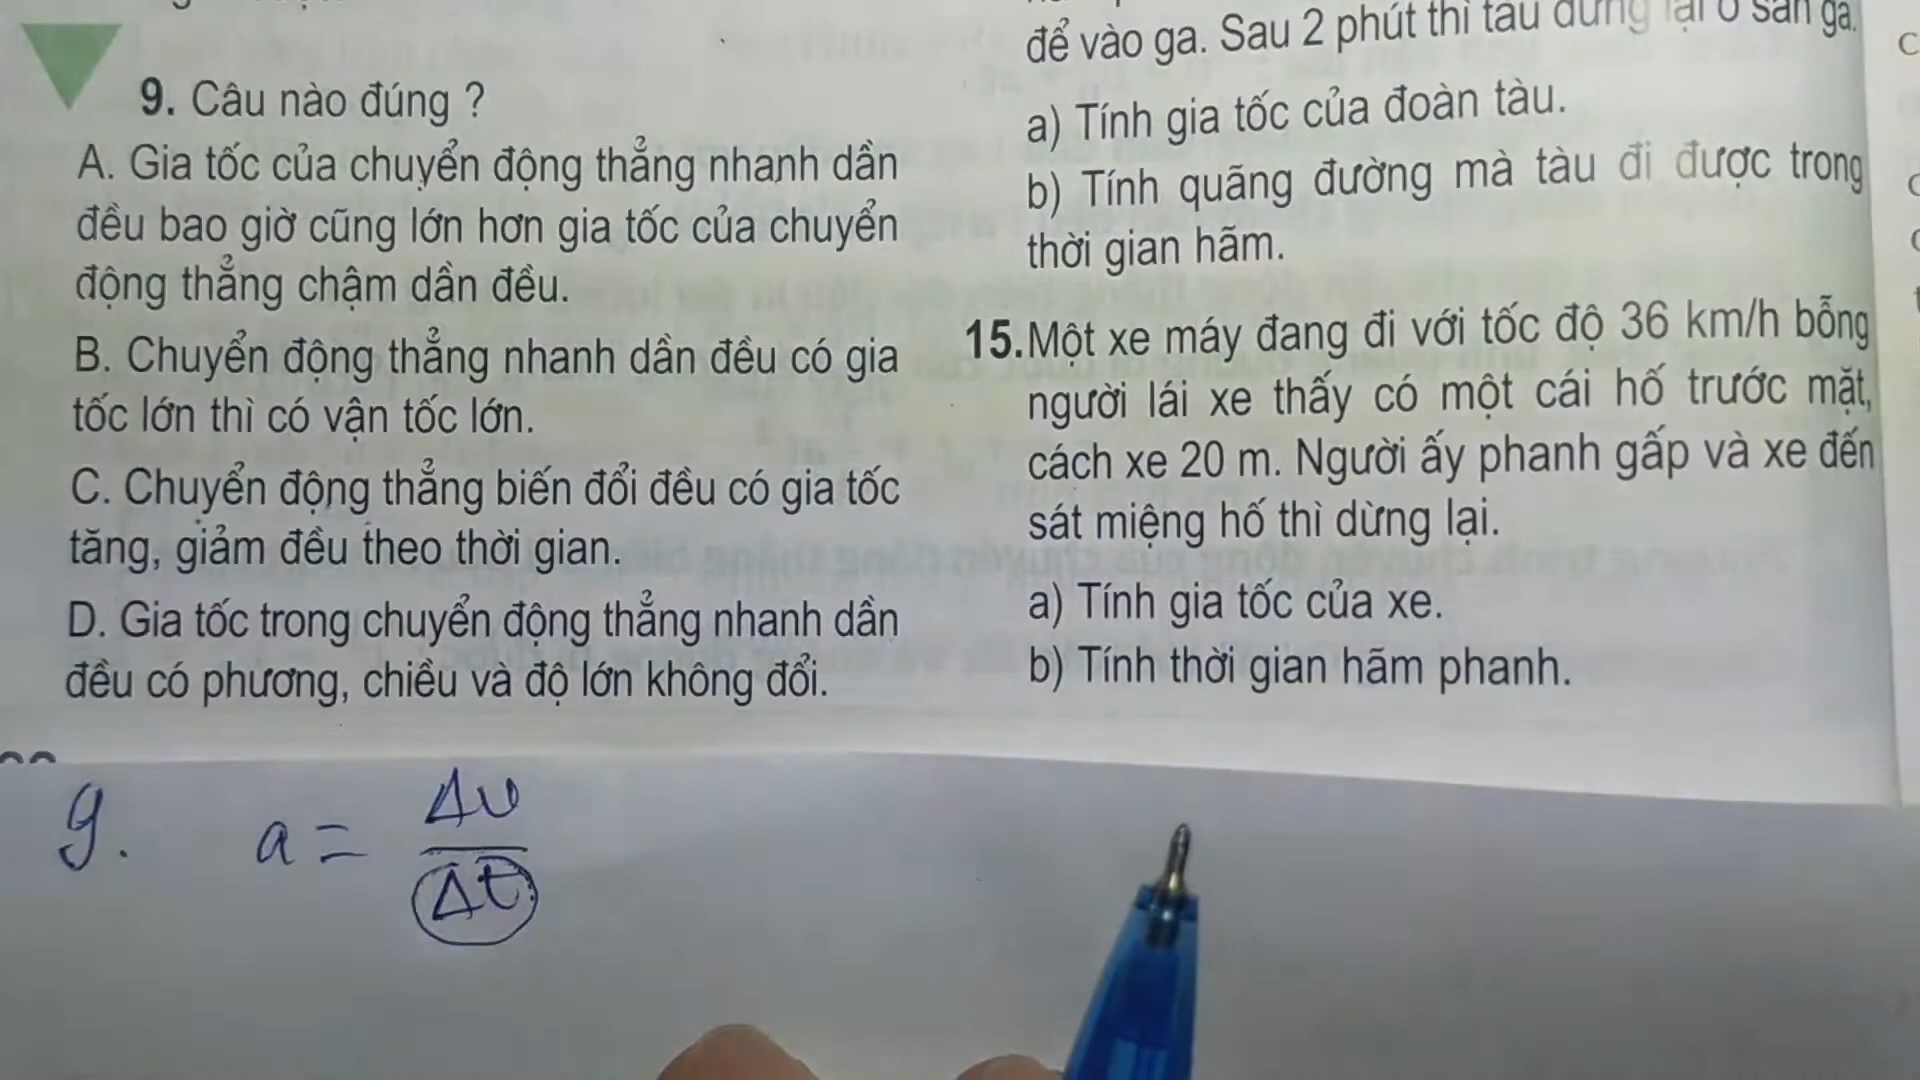 9. Câu nào đúng ?
A. Gia tốc của chuyển động thẳng nhanh dần
đều bao giờ cũng lớn hơn gia tốc của chuyển
động thẳng chậm dần đều.
B. Chuyển động thẳng nhanh dần đều có gia
tốc lớn thì có vận tốc lớn.
C. Chuyển động thẳng biến đổi đều có gia tốc
tăng, giảm đều theo thời gian.
D. Gia tốc trong chuyển động thẳng nhanh dần
đều có phương, chiều và độ lớn không đổi.
để vào ga. Sau 2 phút thì tàu dừng lại ở sân ga.
a) Tính gia tốc của đoàn tàu.
b) Tính quãng đường mà tàu đi được trong
thời gian hãm.
15. Một xe máy đang đi với tốc độ 36 km/h bỗng
người lái xe thấy có một cái hố trước mặt,
cách xe 20 m. Người ấy phanh gấp và xe đến
sát miệng hố thì dừng lại.
a) Tính gia tốc của xe.
b) Tính thời gian hãm phanh.
9. a = Δv
Δt